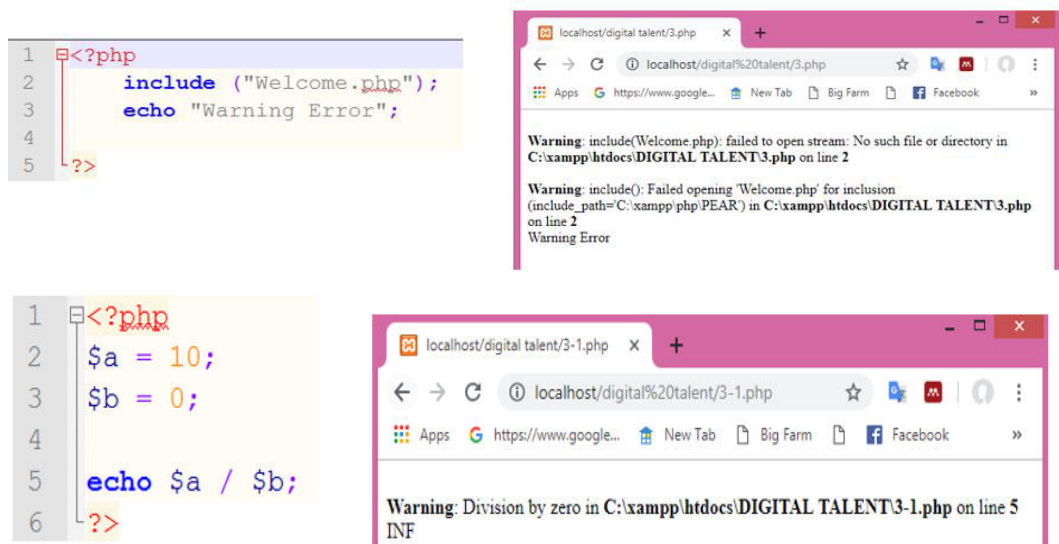 1 <?php
2 include ("Welcome.php");
3 echo "Warning Error";
4
5 ?>
localhost/digital talent/3.php
localhost/digital%20talent/3.php
Apps https://www.google... New Tab Big Farm Facebook »
Warning: include(Welcome.php): failed to open stream: No such file or directory in
C:\xampp\htdocs\DIGITAL TALENT\3.php on line 2
Warning: include(): Failed opening 'Welcome.php' for inclusion
(include_path='C:\xampp\php\PEAR') in C:\xampp\htdocs\DIGITAL TALENT\3.php
on line 2
Warning Error
1 <?php
2 $a = 10;
3 $b = 0;
4
5 echo $a / $b;
6 ?>
localhost/digital talent/3-1.php
localhost/digital%20talent/3-1.php
Apps https://www.google... New Tab Big Farm Facebook »
Warning: Division by zero in C:\xampp\htdocs\DIGITAL TALENT\3-1.php on line 5
INF